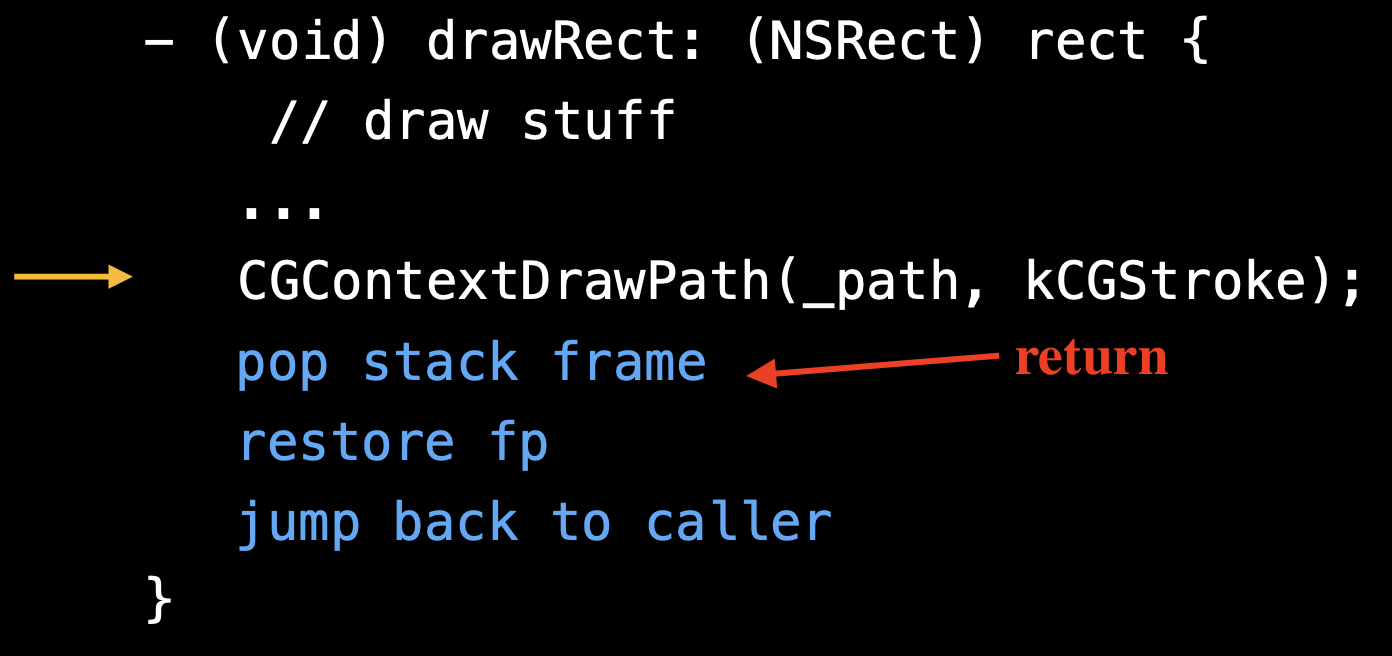 - (void) drawRect: (NSRect) rect {
// draw stuff
...
CGContextDrawPath(_path, kCGStroke);
pop stack frame
return
restore fp
jump back to caller
}